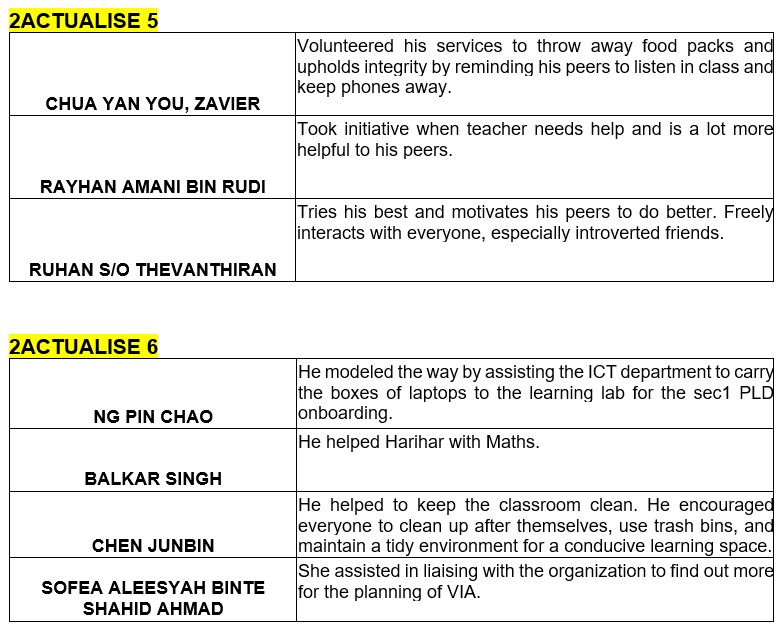 2ACTUALISE 5
Volunteered his services to throw away food packs and
upholds integrity by reminding his peers to listen in class and
keep phones away.
CHUA YAN YOU, ZAVIER
Took initiative when teacher needs help and is a lot more
helpful to his peers.
RAYHAN AMANI BIN RUDI
Tries his best and motivates his peers to do better. Freely
interacts with everyone, especially introverted friends.
RUHAN S/O THEVANTHIRAN
2ACTUALISE 6
He modeled the way by assisting the ICT department to carry
the boxes of laptops to the learning lab for the sec1 PLD
onboarding.
NG PIN CHAO
He helped Harihar with Maths.
BALKAR SINGH
He helped to keep the classroom clean. He encouraged
everyone to clean up after themselves, use trash bins, and
maintain a tidy environment for a conducive learning space.
CHEN JUNBIN
She assisted in liaising with the organization to find out more
for the planning of VIA.
SOFEA ALEESYAH BINTE
SHAHID AHMAD